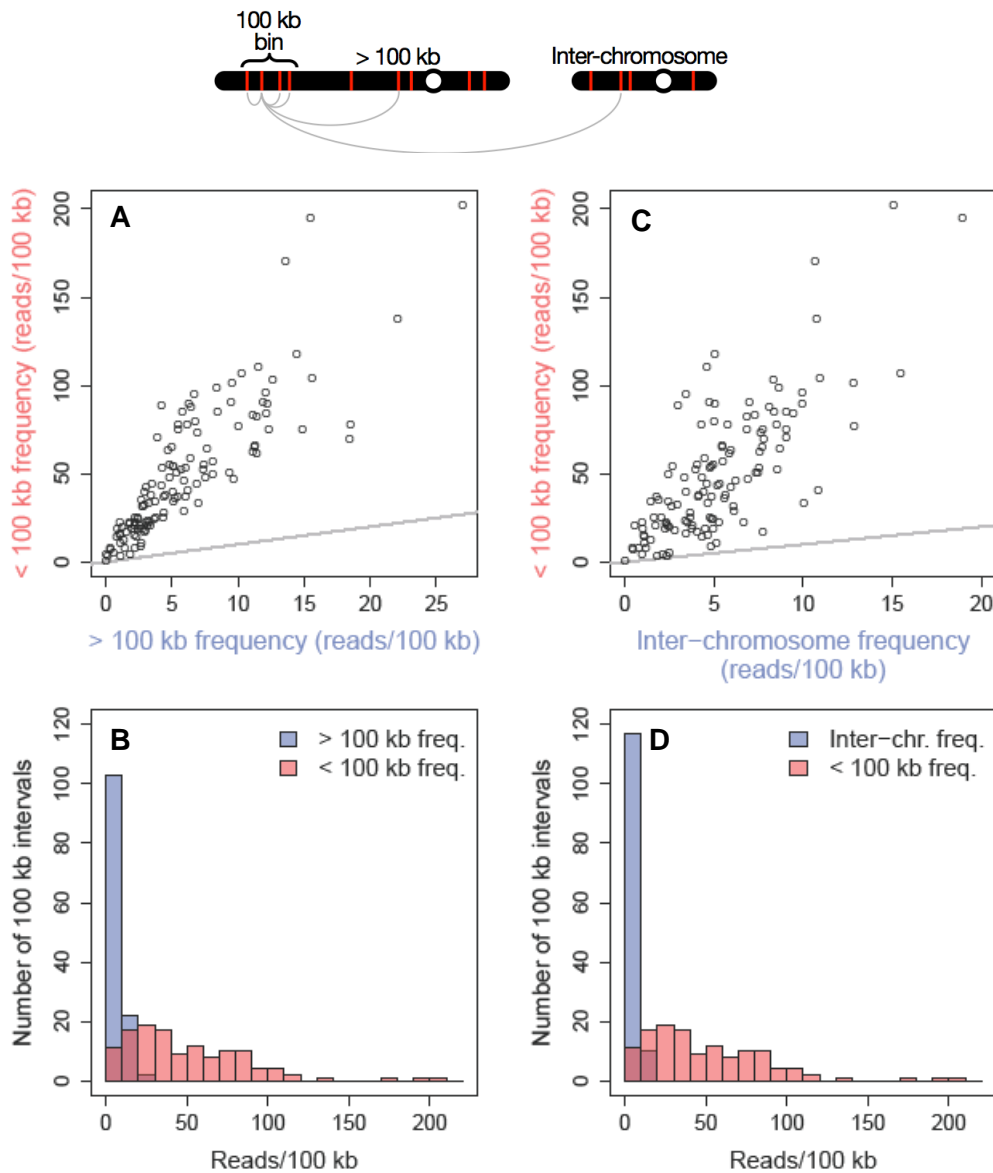 100 kb
bin
> 100 kb
Inter-chromosome
A
< 100 kb frequency (reads/100 kb)
200
150
100
50
0
0 5 10 15 20 25
> 100 kb frequency (reads/100 kb)
C
< 100 kb frequency (reads/100 kb)
200
150
100
50
0
0 5 10 15 20
Inter−chromosome frequency
(reads/100 kb)
B
> 100 kb freq.
< 100 kb freq.
Number of 100 kb intervals
120
100
80
60
40
20
0
0 50 100 150 200
Reads/100 kb
D
Inter−chr. freq.
< 100 kb freq.
Number of 100 kb intervals
120
100
80
60
40
20
0
0 50 100 150 200
Reads/100 kb